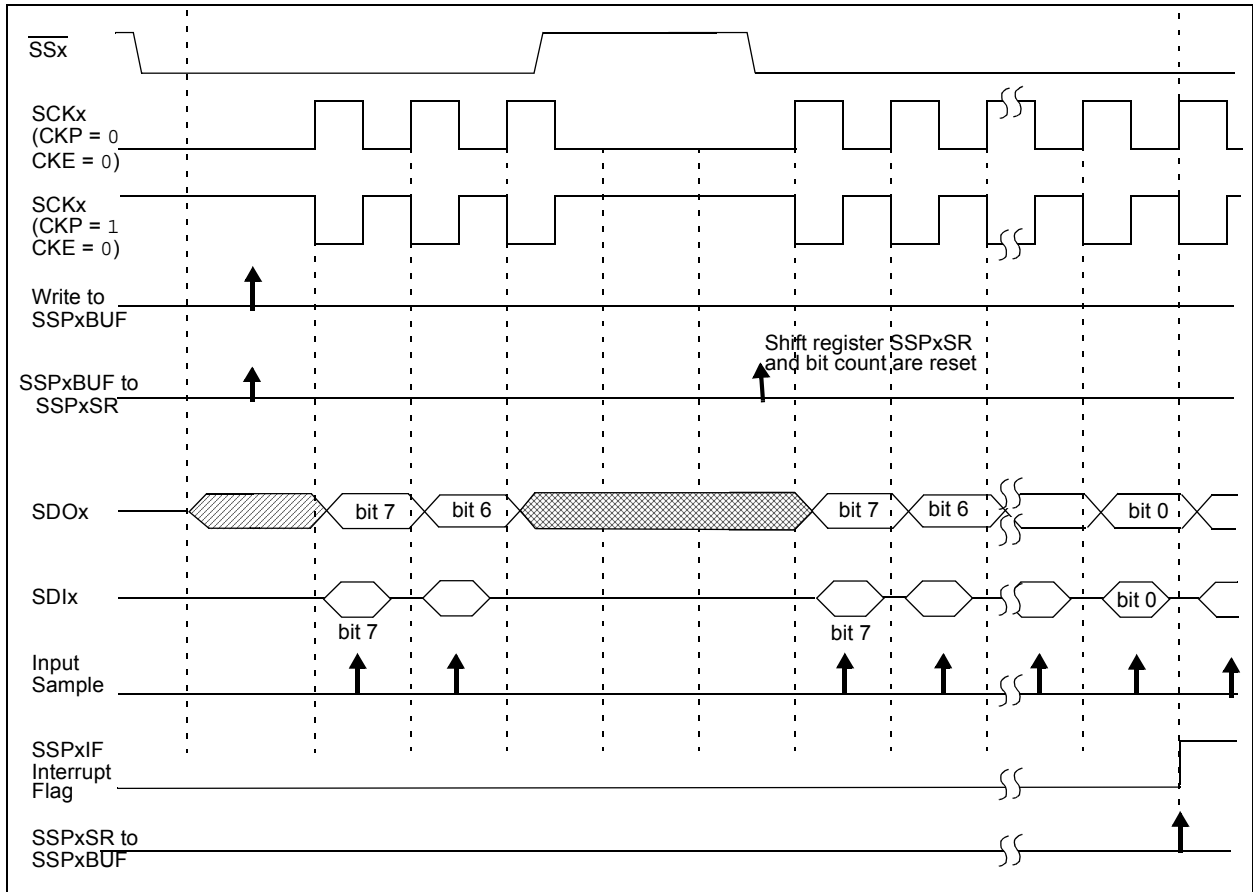 SSx
SCKx
(CKP = 0
CKE = 0)
SCKx
(CKP = 1
CKE = 0)
Write to
SSPxBUF
Shift register SSPxSR
and bit count are reset
SSPxBUF to
SSPxSR
SDOx
bit 7
bit 6
bit 7
bit 6
bit 0
SDIx
bit 0
bit 7
bit 7
Input
Sample
SSPxIF
Interrupt
Flag
SSPxSR to
SSPxBUF